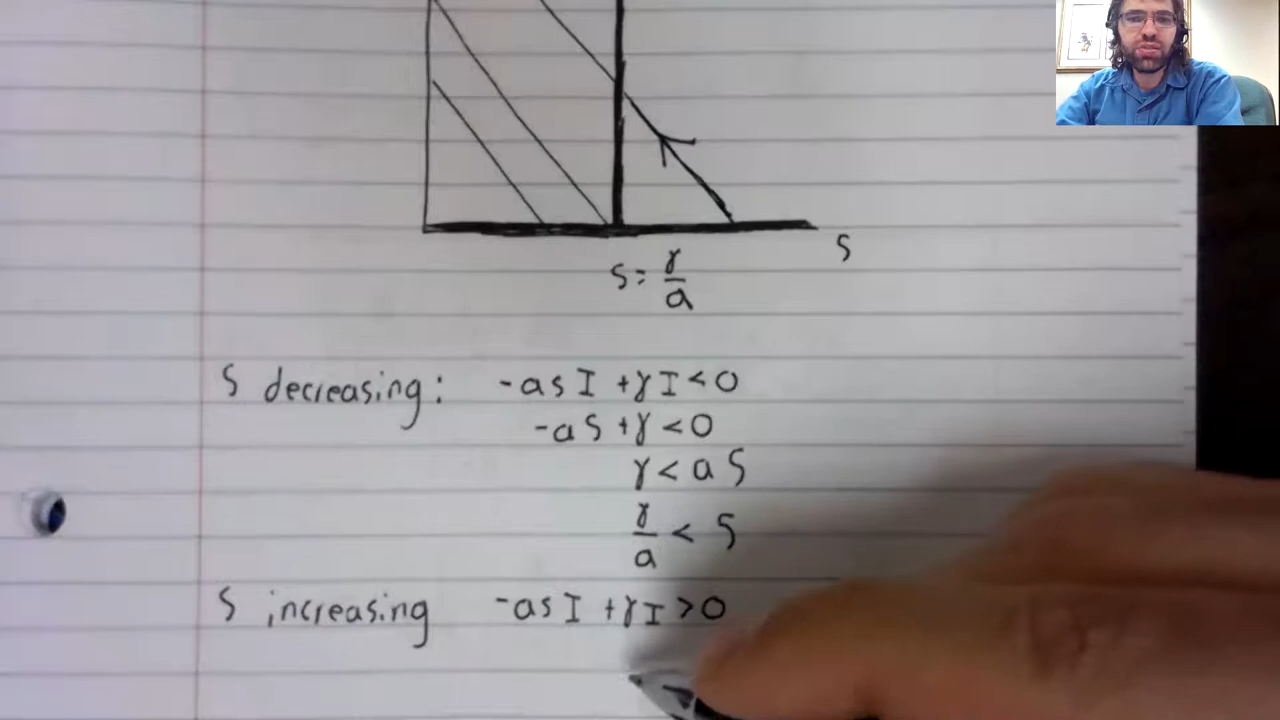 S
S = γ/a
S decreasing: -asI + γI < 0
-aS + γ < 0
γ < aS
γ/a < S
S increasing -asI + γI > 0